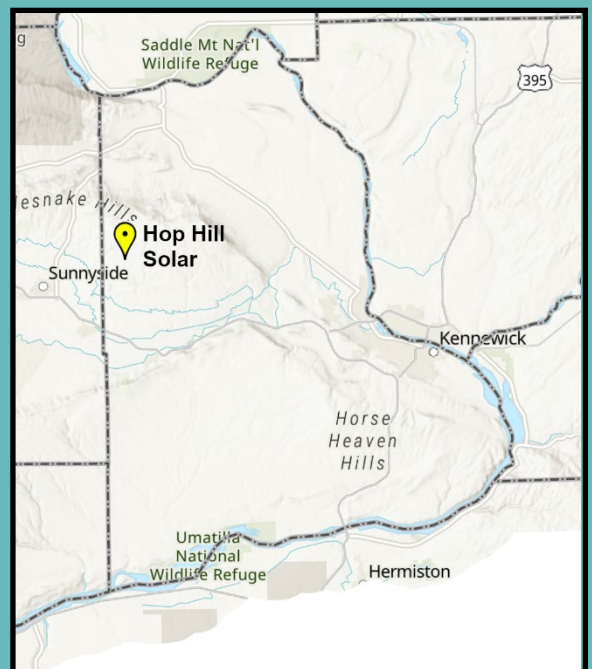 g
Saddle Mt Nat'l
Wildlife Refuge
395
lesnake Hills
Hop Hill
Solar
Sunnyside
Kennewick
Horse
Heaven
Hills
Umatilla
National
Wildlife Refuge
Hermiston